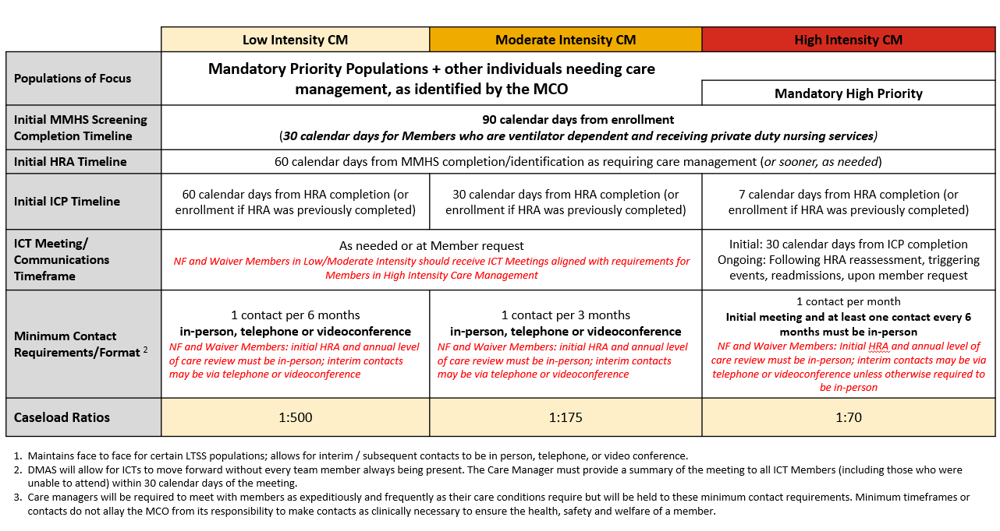 Low Intensity CM
Moderate Intensity CM
High Intensity CM
Populations of Focus
Mandatory Priority Populations + other individuals needing care
management, as identified by the MCO
Mandatory High Priority
Initial MMHS Screening
Completion Timeline
90 calendar days from enrollment
(30 calendar days for Members who are ventilator dependent and receiving private duty nursing services)
Initial HRA Timeline
60 calendar days from MMHS completion/identification as requiring care management (or sooner, as needed)
Initial ICP Timeline
60 calendar days from HRA completion (or
enrollment if HRA was previously completed)
30 calendar days from HRA completion (or
enrollment if HRA was previously completed)
7 calendar days from HRA completion (or
enrollment if HRA was previously completed)
ICT Meeting/
Communications
Timeframe
As needed or at Member request
NF and Waiver Members in Low/Moderate Intensity should receive ICT Meetings aligned with requirements for
Members in High Intensity Care Management
Initial: 30 calendar days from ICP completion
Ongoing: Following HRA reassessment, triggering
events, readmissions, upon member request
Minimum Contact
Requirements/Format 2
1 contact per 6 months
in-person, telephone or videoconference
NF and Waiver Members: initial HRA and annual level
of care review must be in-person; interim contacts
may be via telephone or videoconference
1 contact per 3 months
in-person, telephone or videoconference
NF and Waiver Members: initial HRA and annual level
of care review must be in-person; interim contacts
may be via telephone or videoconference
1 contact per month
Initial meeting and at least one contact every 6
months must be in-person
NF and Waiver Members: Initial HRA and annual level of
care review must be in-person; interim contacts may be via
telephone or videoconference unless otherwise required to
be in-person
Caseload Ratios
1:500
1:175
1:70
1. Maintains face to face for certain LTSS populations; allows for interim / subsequent contacts to be in person, telephone, or video conference.
2. DMAS will allow for ICTs to move forward without every team member always being present. The Care Manager must provide a summary of the meeting to all ICT Members (including those who were
unable to attend) within 30 calendar days of the meeting.
3. Care managers will be required to meet with members as expeditiously and frequently as their care conditions require but will be held to these minimum contact requirements. Minimum timeframes or
contacts do not allay the MCO from its responsibility to make contacts as clinically necessary to ensure the health, safety and welfare of a member.